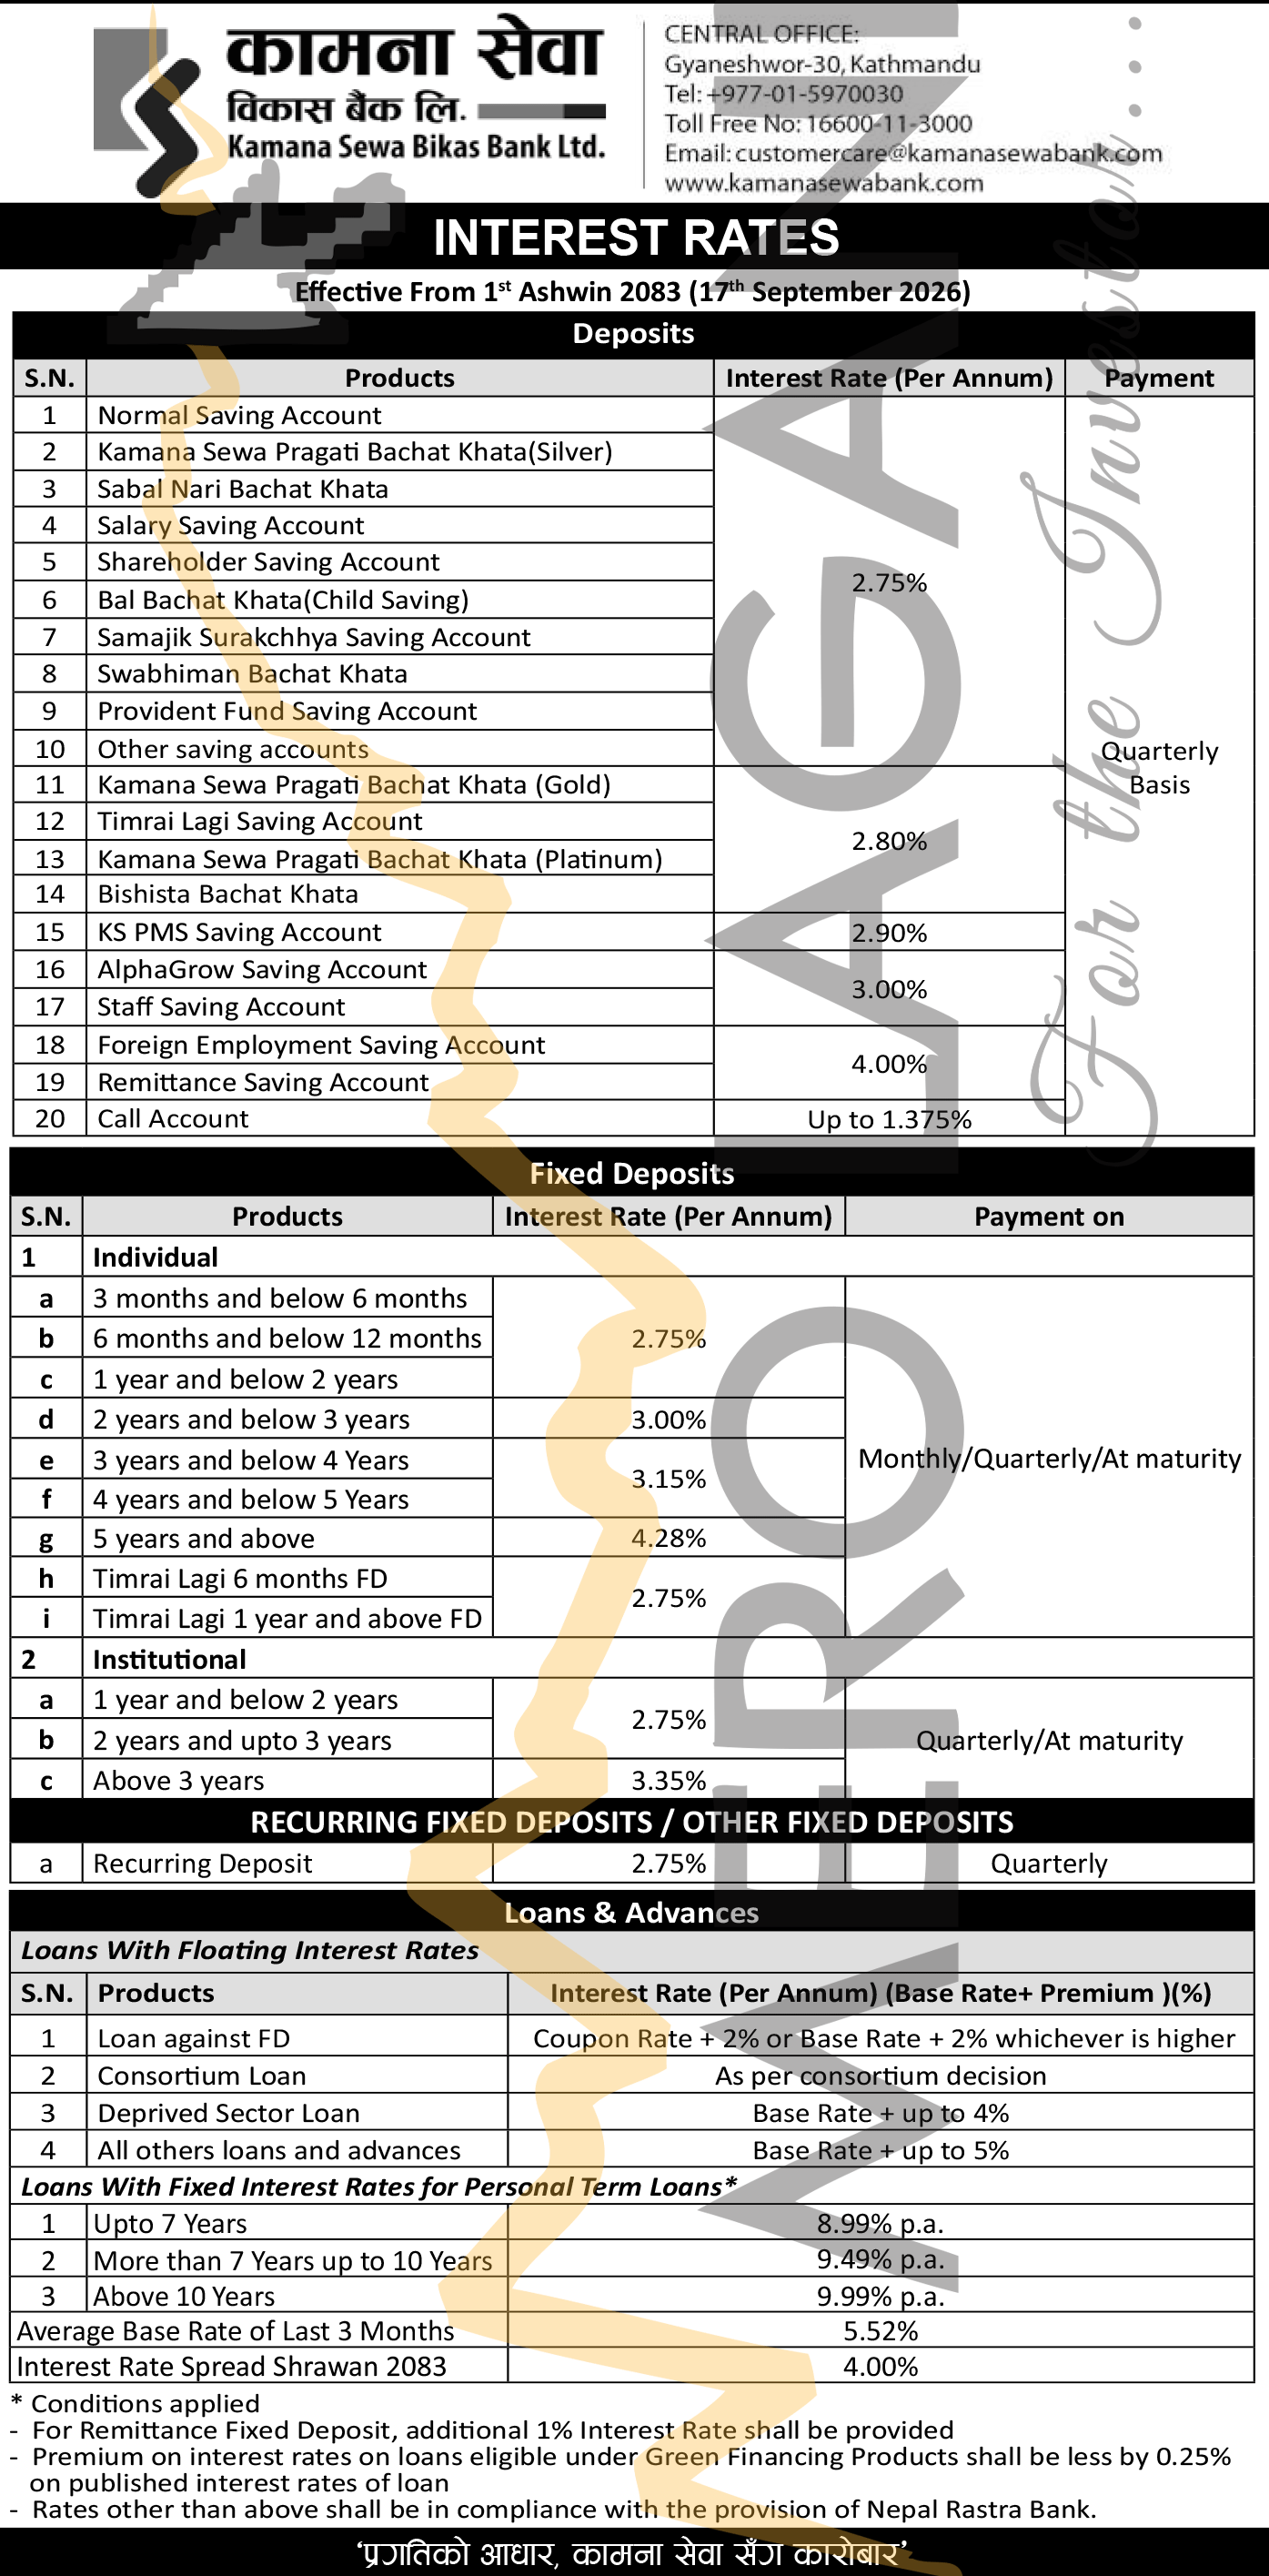 कामना सेवा
विकास बैंक लि.
Kamana Sewa Bikas Bank Ltd.
CENTRAL OFFICE:
Gyaneshwor-30, Kathmandu
Tel: +977-01-5970030
Toll Free No: 16600-11-3000
Email: customercare@kamanasewabank.com
www.kamanasewabank.com
INTEREST RATES
Effective From 1st Ashwin 2083 (17th September 2026)
Deposits
S.N. Products Interest Rate (Per Annum) Payment
1 Normal Saving Account
2 Kamana Sewa Pragati Bachat Khata(Silver)
3 Sabal Nari Bachat Khata
4 Salary Saving Account
5 Shareholder Saving Account
2.75%
6 Bal Bachat Khata(Child Saving)
7 Samajik Surakchhya Saving Account
8 Swabhiman Bachat Khata
9 Provident Fund Saving Account
10 Other saving accounts
Quarterly
Basis
11 Kamana Sewa Pragati Bachat Khata (Gold)
12 Timrai Lagi Saving Account
2.80%
13 Kamana Sewa Pragati Bachat Khata (Platinum)
14 Bishista Bachat Khata
15 KS PMS Saving Account 2.90%
16 AlphaGrow Saving Account
3.00%
17 Staff Saving Account
18 Foreign Employment Saving Account
4.00%
19 Remittance Saving Account
20 Call Account Up to 1.375%
Fixed Deposits
S.N. Products Interest Rate (Per Annum) Payment on
1 Individual
a 3 months and below 6 months
b 6 months and below 12 months 2.75%
c 1 year and below 2 years
d 2 years and below 3 years 3.00%
e 3 years and below 4 Years
Monthly/Quarterly/At maturity
3.15%
f 4 years and below 5 Years
g 5 years and above 4.28%
h Timrai Lagi 6 months FD
2.75%
i Timrai Lagi 1 year and above FD
2 Institutional
a 1 year and below 2 years
2.75%
b 2 years and upto 3 years Quarterly/At maturity
c Above 3 years 3.35%
RECURRING FIXED DEPOSITS / OTHER FIXED DEPOSITS
a Recurring Deposit 2.75% Quarterly
Loans & Advances
Loans With Floating Interest Rates
S.N. Products Interest Rate (Per Annum) (Base Rate+ Premium )(%)
1 Loan against FD Coupon Rate + 2% or Base Rate + 2% whichever is higher
2 Consortium Loan As per consortium decision
3 Deprived Sector Loan Base Rate + up to 4%
4 All others loans and advances Base Rate + up to 5%
Loans With Fixed Interest Rates for Personal Term Loans*
1 Upto 7 Years 8.99% p.a.
2 More than 7 Years up to 10 Years 9.49% p.a.
3 Above 10 Years 9.99% p.a.
Average Base Rate of Last 3 Months 5.52%
Interest Rate Spread Shrawan 2083 4.00%
* Conditions applied
- For Remittance Fixed Deposit, additional 1% Interest Rate shall be provided
- Premium on interest rates on loans eligible under Green Financing Products shall be less by 0.25%
on published interest rates of loan
- Rates other than above shall be in compliance with the provision of Nepal Rastra Bank.
‘प्रगतिको आधार, कामना सेवा सँग कारोबार’
MERO LAGANI
For the Investor....